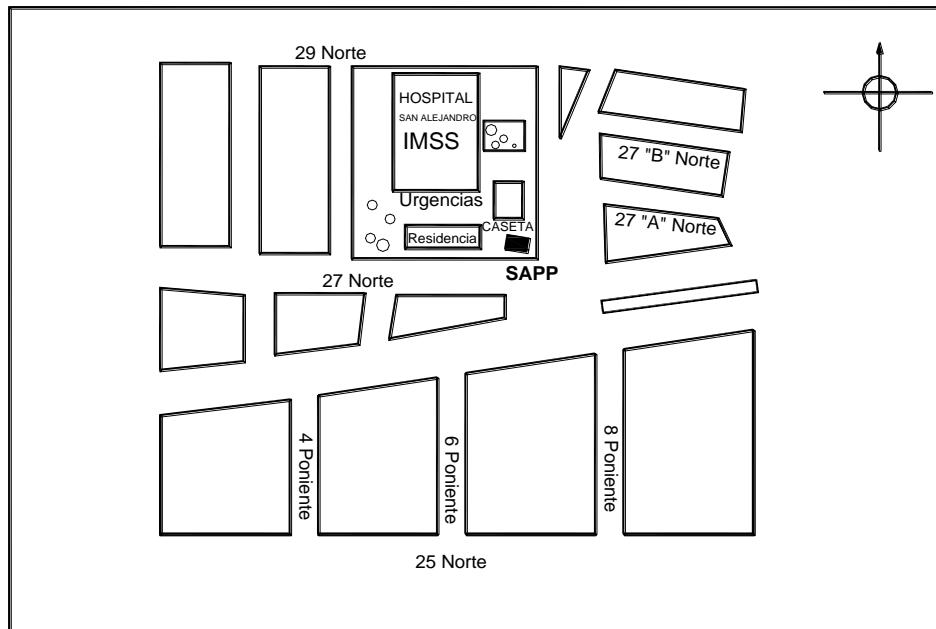 29 Norte
HOSPITAL
SAN ALEJANDRO
IMSS
27 "B" Norte
Urgencias
27 "A" Norte
CASETA
Residencia
SAPP
27 Norte
4 Poniente
6 Poniente
8 Poniente
25 Norte